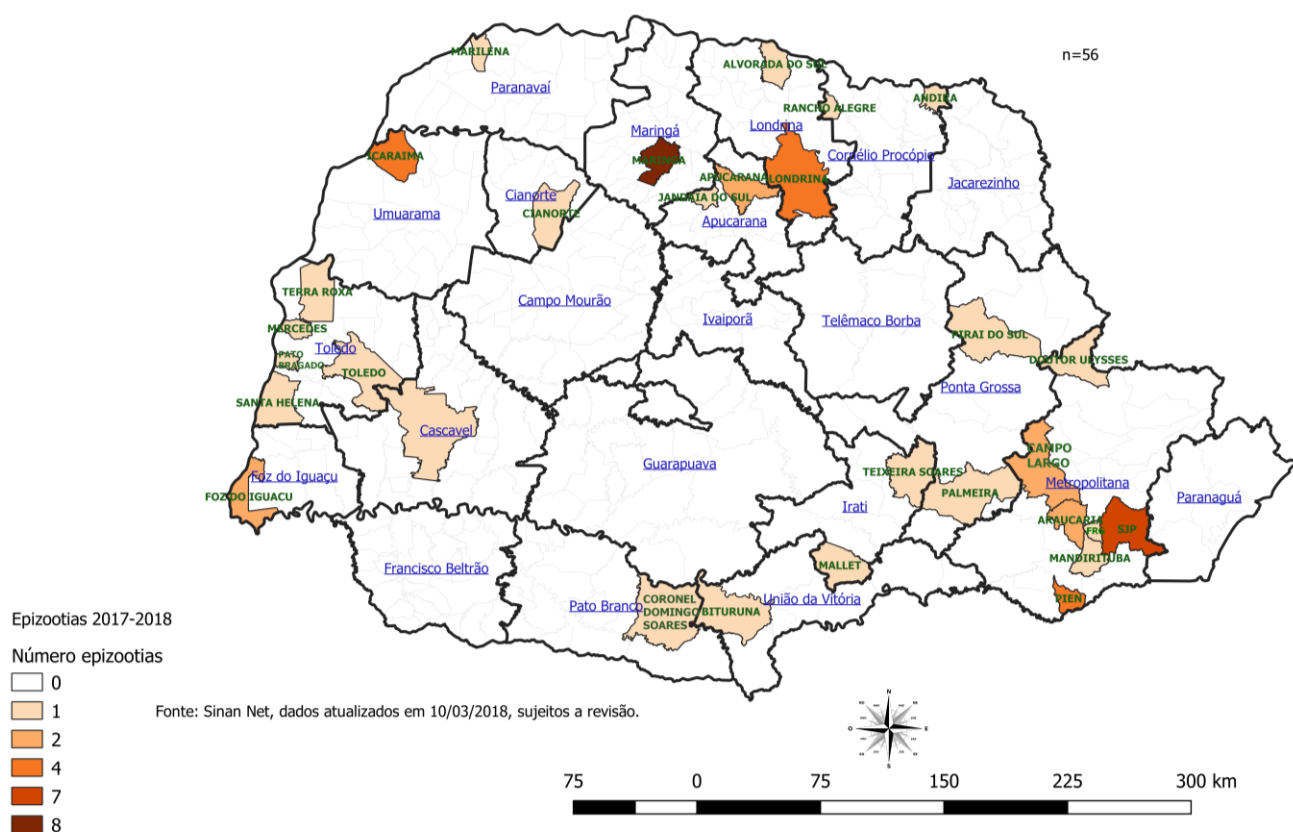 n=56
MARILENA
ALVORADA DO SUL
Paranavaí
ANDIRA
RANCHO ALEGRE
Maringá
Londrina
ICARAIMA
MARINGA
Cornélio Procópio
APUCARANA
LONDRINA
Jacarezinho
Cianorte
JANDAIA DO SUL
Umuarama
CIANORTE
Apucarana
TERRA ROXA
Campo Mourão
Ivaiporã
Telêmaco Borba
MERCEDES
PIRAI DO SUL
Toledo
PATO
BRAGADO
DOUTOR ULYSSES
TOLEDO
Ponta Grossa
SANTA HELENA
Cascavel
CAMPO
LARGO
Guarapuava
TEIXEIRA SOARES
Foz do Iguaçu
Metropolitana
PALMEIRA
FOZ DO IGUACU
Paranaguá
Irati
ARAUCARIA
SJP
FRG
MANDIRITUBA
Francisco Beltrão
MALLET
PIEN
União da Vitória
Pato Branco
CORONEL
DOMINGO
SOARES
BITURUNA
Epizootias 2017-2018
Número epizootias
0
1
2
4
7
8
Fonte: Sinan Net, dados atualizados em 10/03/2018, sujeitos a revisão.
N
O
E
S
75 0 75 150 225 300 km